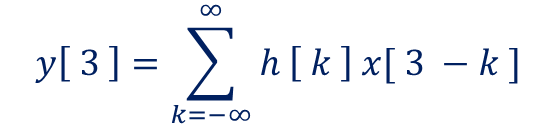 y[ 3 ] = ∑_{k=−∞}^{∞} h [ k ] x[ 3 − k ]